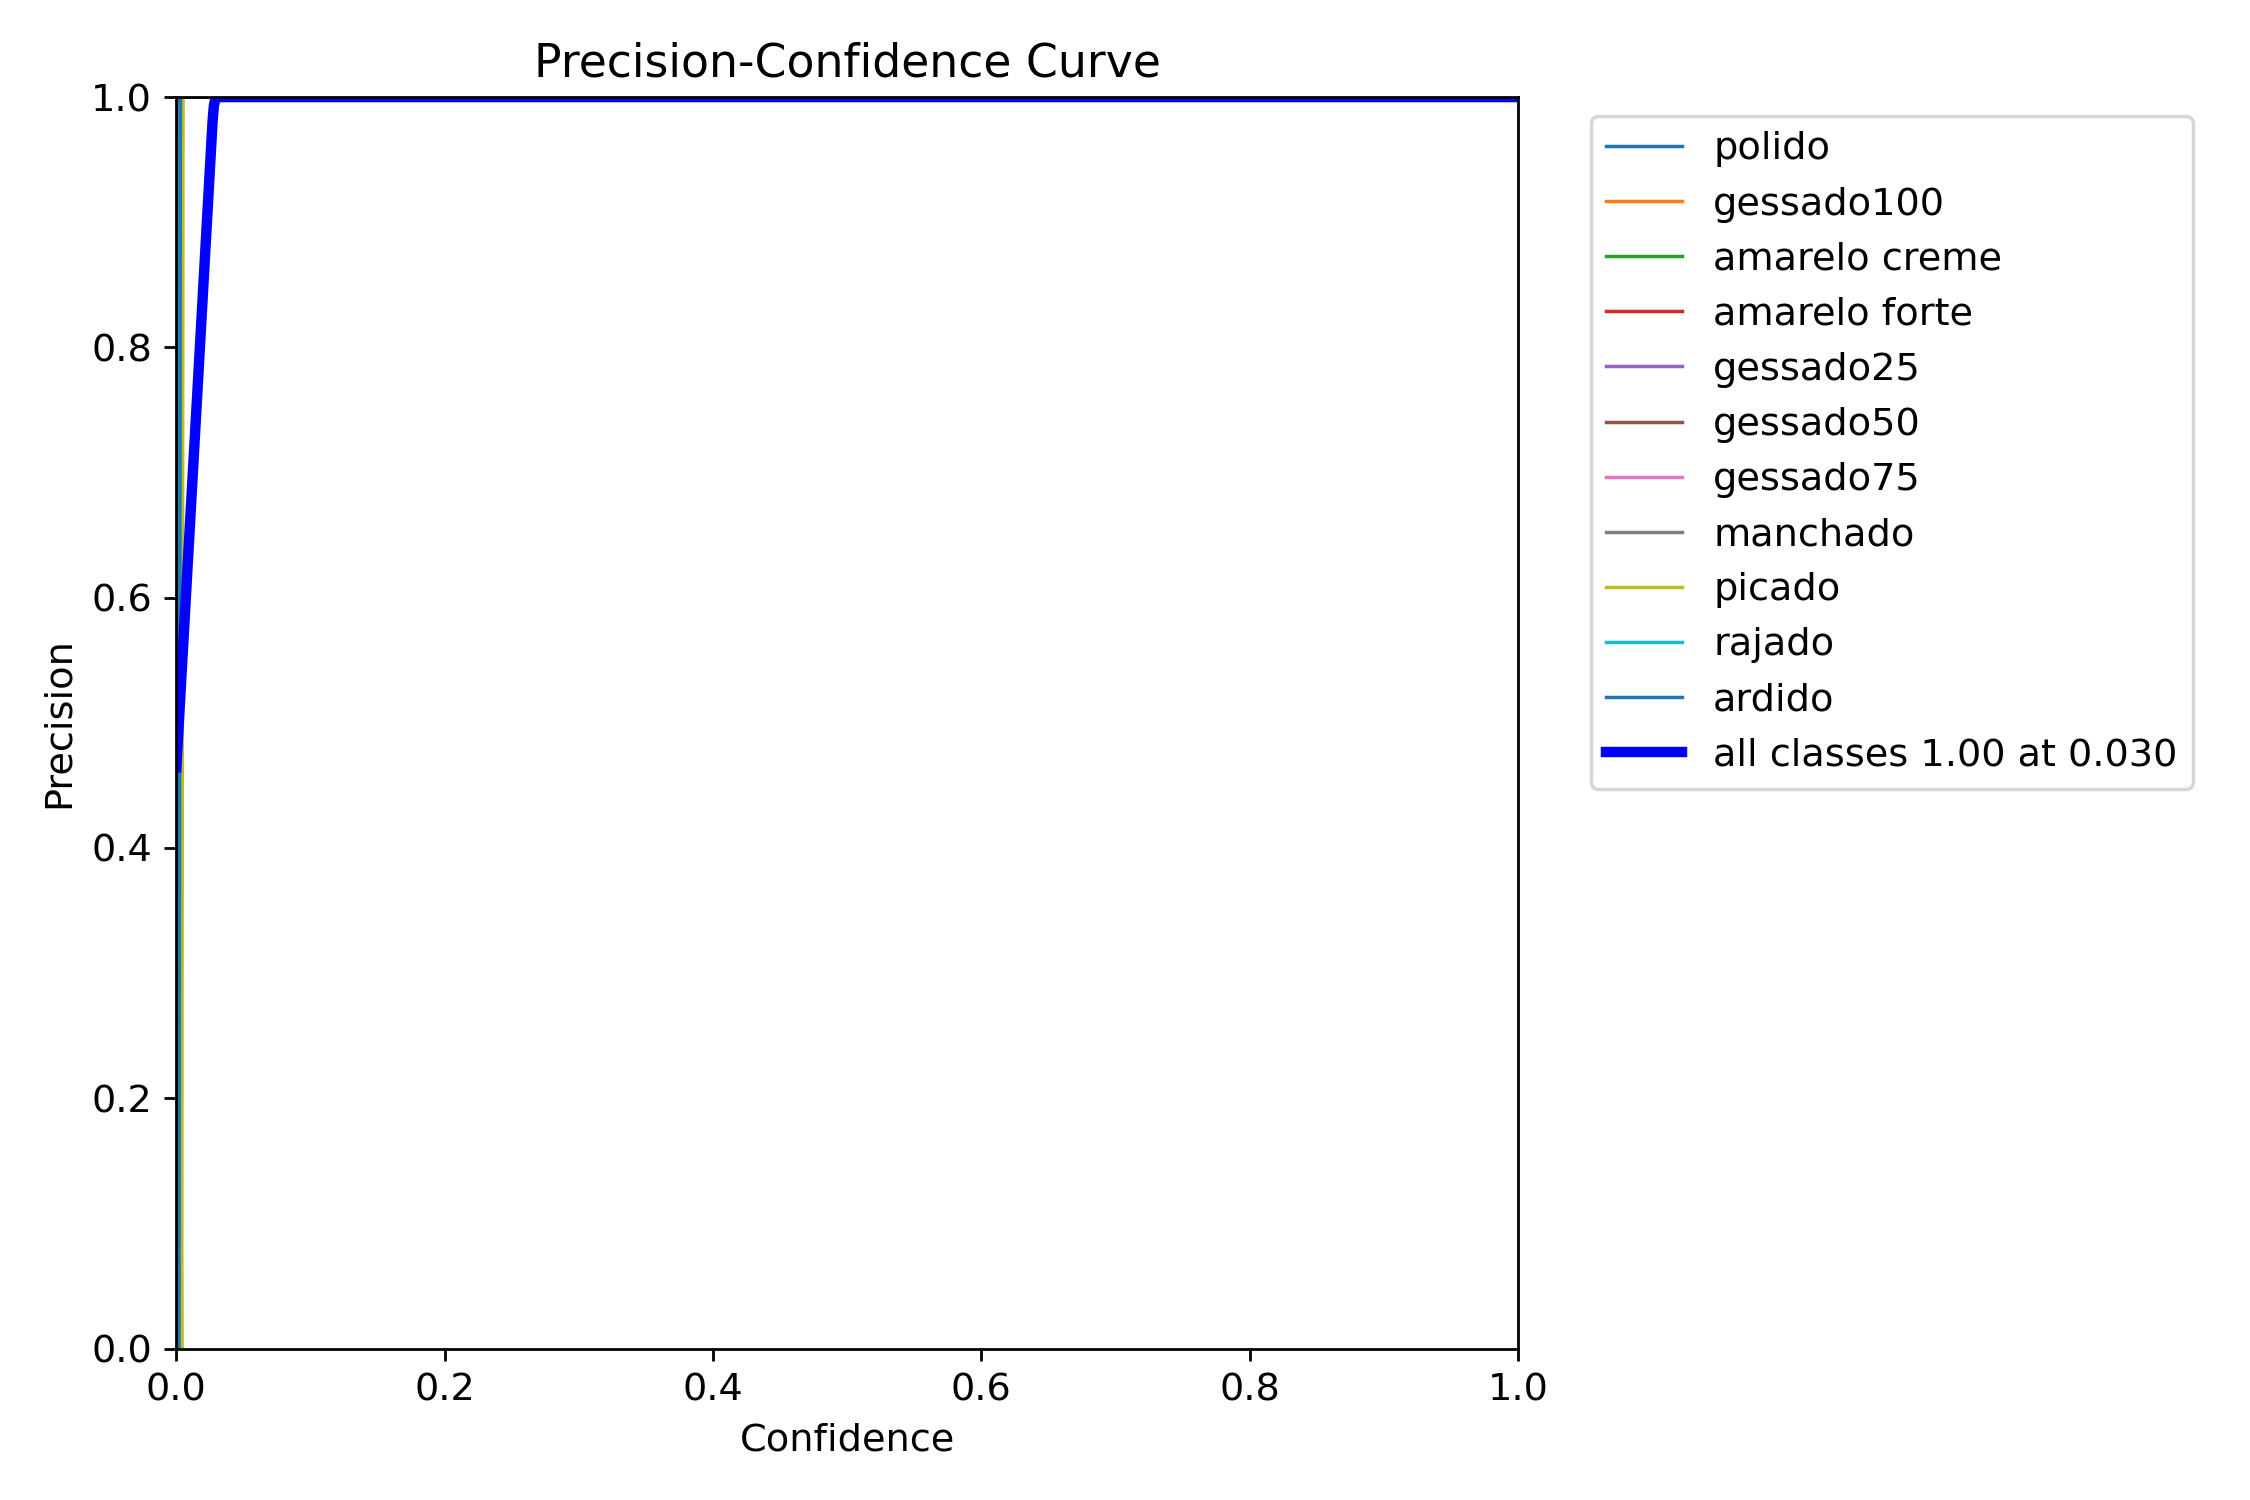 Precision-Confidence Curve
1.0
0.8
0.6
0.4
0.2
0.0
Precision
0.0 0.2 0.4 0.6 0.8 1.0
Confidence
polido
gessado100
amarelo creme
amarelo forte
gessado25
gessado50
gessado75
manchado
picado
rajado
ardido
all classes 1.00 at 0.030